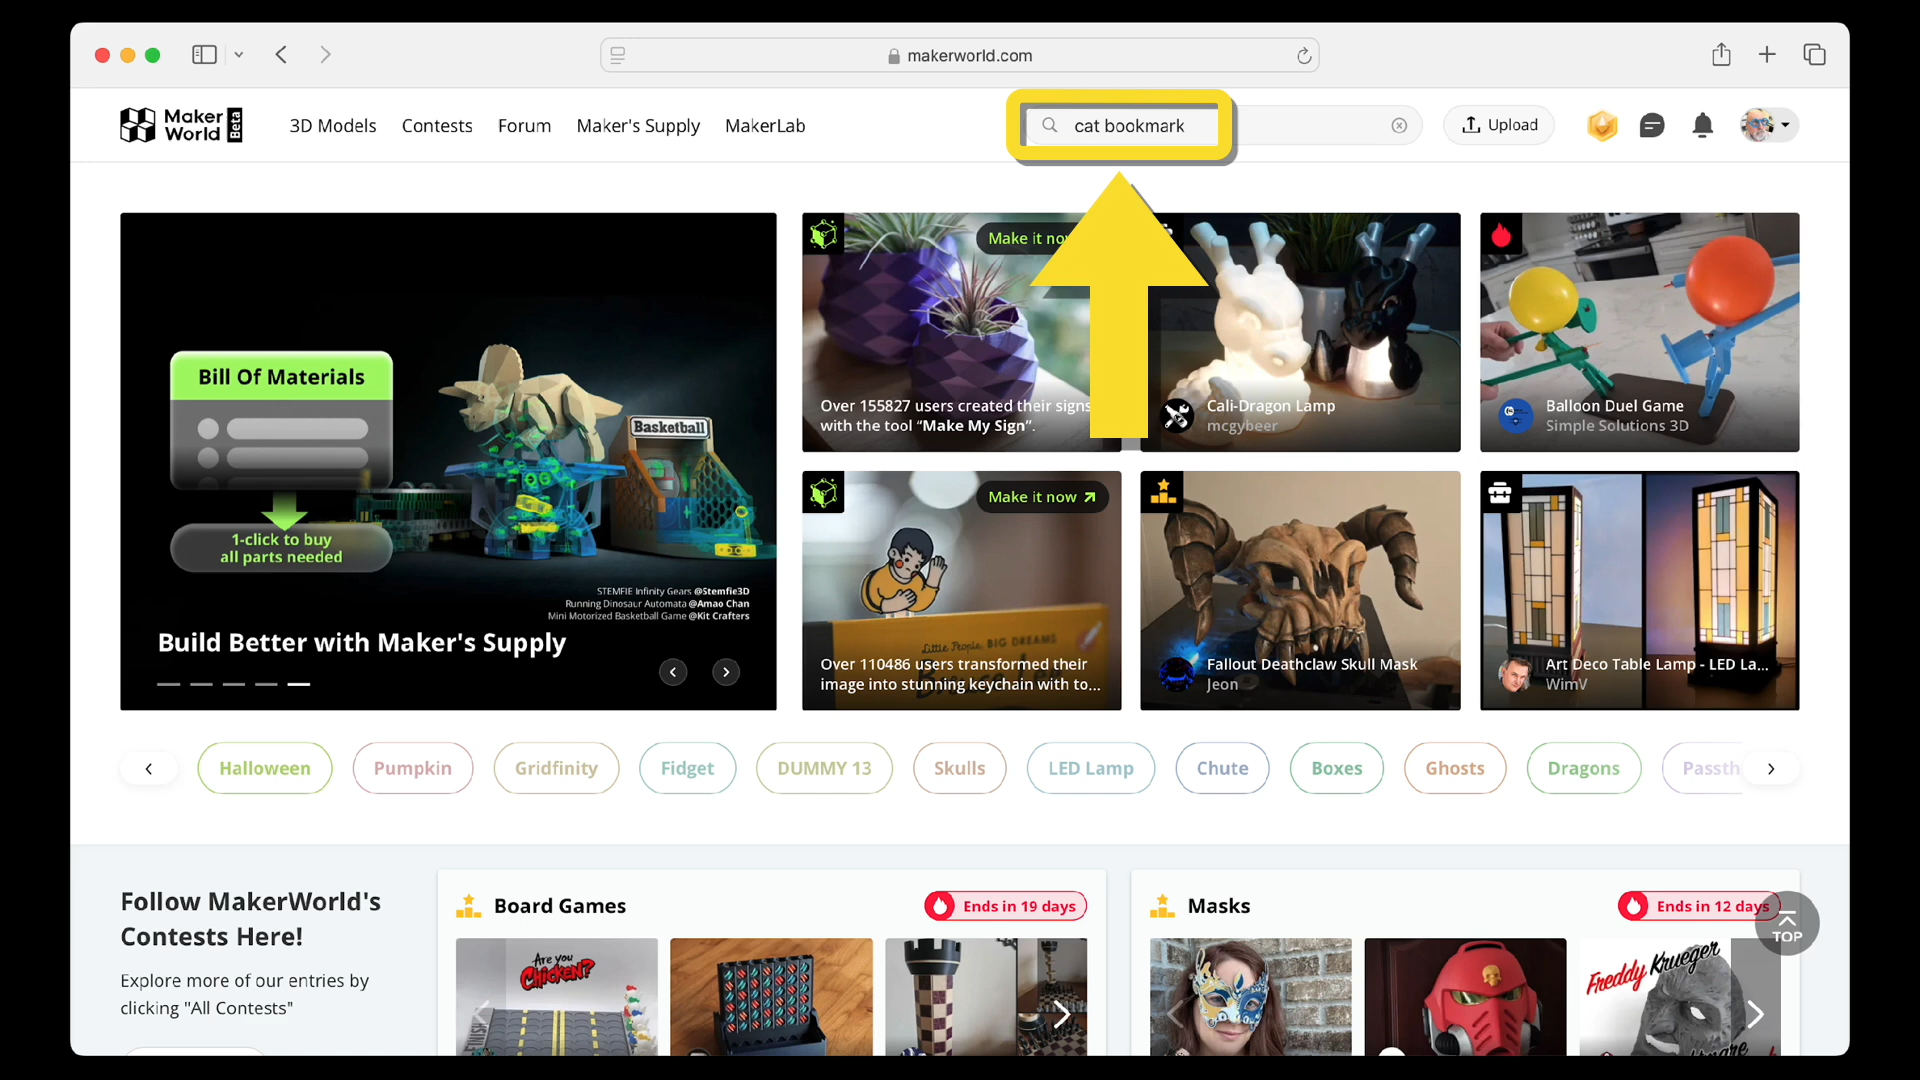 makerworld.com
Maker
World
Beta
3D Models
Contests
Forum
Maker's Supply
MakerLab
cat bookmark
Upload
Bill Of Materials
1-click to buy
all parts needed
Basketball
STEMFIE Infinity Gears @Stemfie3D
Running Dinosaur Automata @Amao Chan
Mini Motorized Basketball Game @Kit Crafters
Build Better with Maker's Supply
Make it now
Over 155827 users created their signs
with the tool “Make My Sign”.
Cali-Dragon Lamp
mcgybeer
Balloon Duel Game
Simple Solutions 3D
Make it now
Little People, BIG DREAMS
Over 110486 users transformed their
image into stunning keychain with to...
Fallout Deathclaw Skull Mask
Jeon
Art Deco Table Lamp - LED La...
WimV
Halloween
Pumpkin
Gridfinity
Fidget
DUMMY 13
Skulls
LED Lamp
Chute
Boxes
Ghosts
Dragons
Passth
Follow MakerWorld's
Contests Here!
Explore more of our entries by
clicking "All Contests"
Board Games
Ends in 19 days
Are you
Chicken?
Masks
Ends in 12 days
TOP
Freddy Krueger